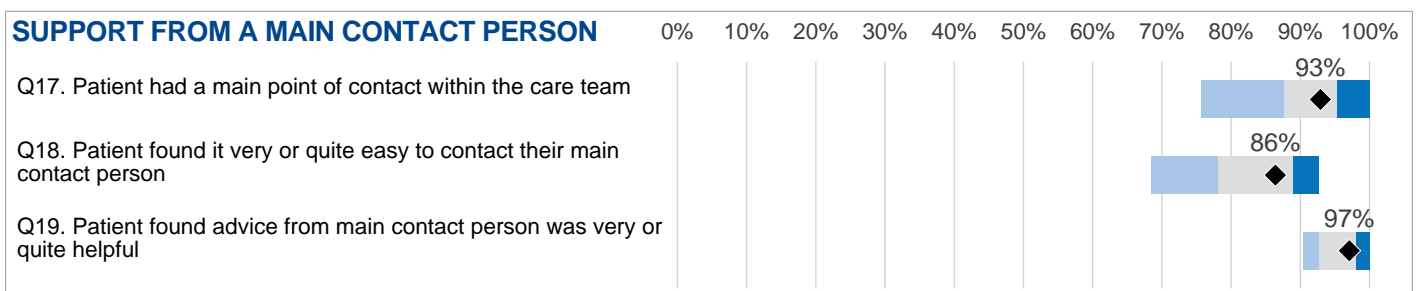 SUPPORT FROM A MAIN CONTACT PERSON
0% 10% 20% 30% 40% 50% 60% 70% 80% 90% 100%
Q17. Patient had a main point of contact within the care team
93%
Q18. Patient found it very or quite easy to contact their main
contact person
86%
Q19. Patient found advice from main contact person was very or
quite helpful
97%